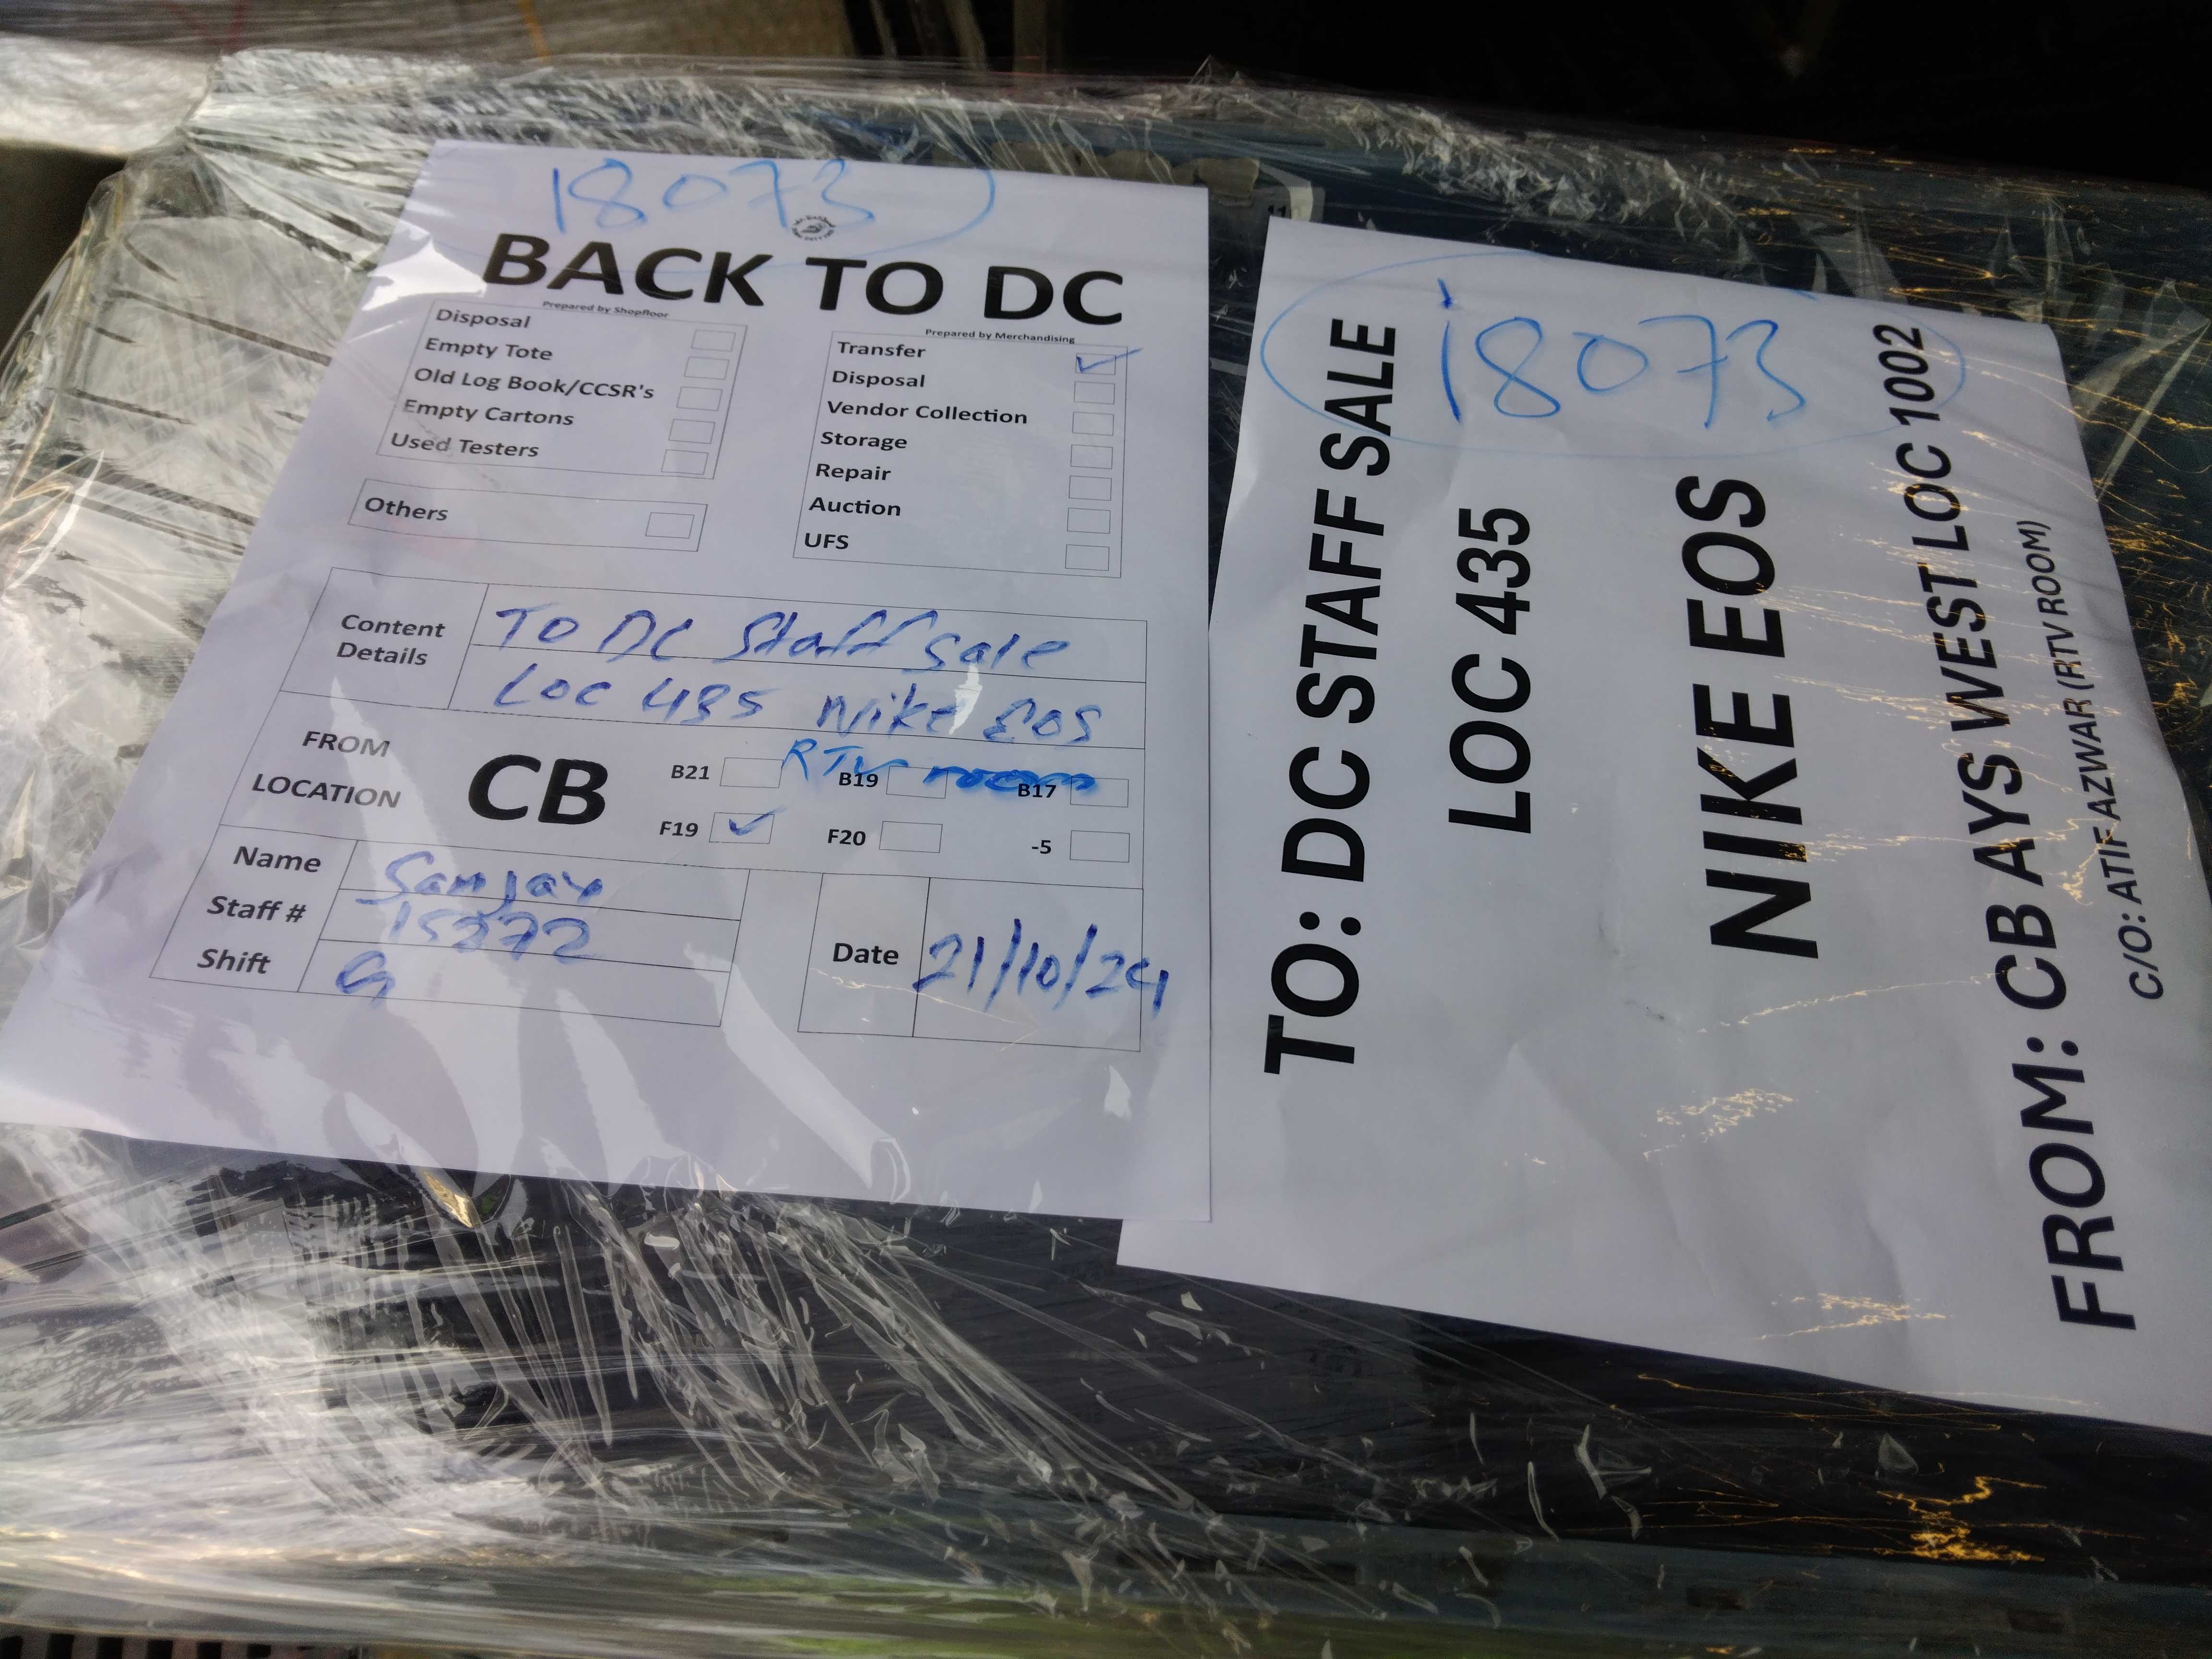 18073
BACK TO DC
Prepared by Shopfloor
Disposal
Empty Tote
Old Log Book/CCSR's
Empty Cartons
Used Testers
Others
Prepared by Merchandising
Transfer
Disposal
Vendor Collection
Storage
Repair
Auction
UFS
Content Details
TO DC Staff Sale
Loc 435 Nike EOS
FROM LOCATION
CB
RTV room
B21 B19 B17
F19 F20 -5
Name Sanjay
Staff #
Shift G
Date 21/10/24
18073
TO: DC STAFF SALE
LOC 435
NIKE EOS
FROM: CB AYS WEST LOC 1002
C/O: ATIF AZWAR (RTV ROOM)